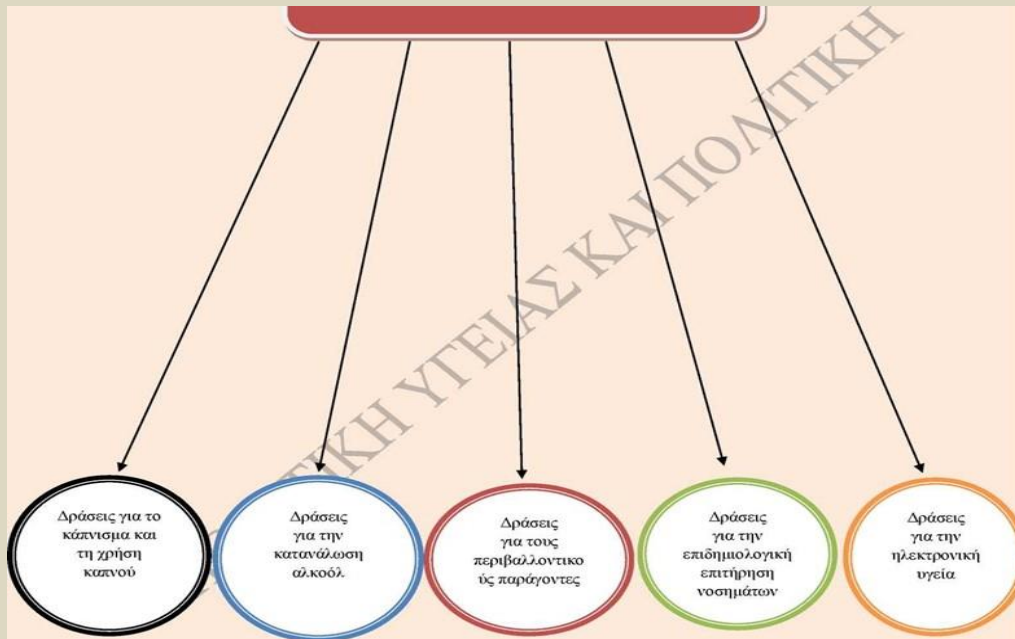 ΤΙΚΗ ΥΓΕΙΑΣ ΚΑΙ ΠΟΛΙΤΙΚΗ
Δράσεις για το
κάπνισμα και
τη χρήση
καπνού
Δράσεις
για την
κατανάλωση
αλκοόλ
Δράσεις
για τους
περιβαλλοντικο
ύς παράγοντες
Δράσεις
για την
επιδημιολογική
επιτήρηση
νοσημάτων
Δράσεις
για την
ηλεκτρονική
υγεία